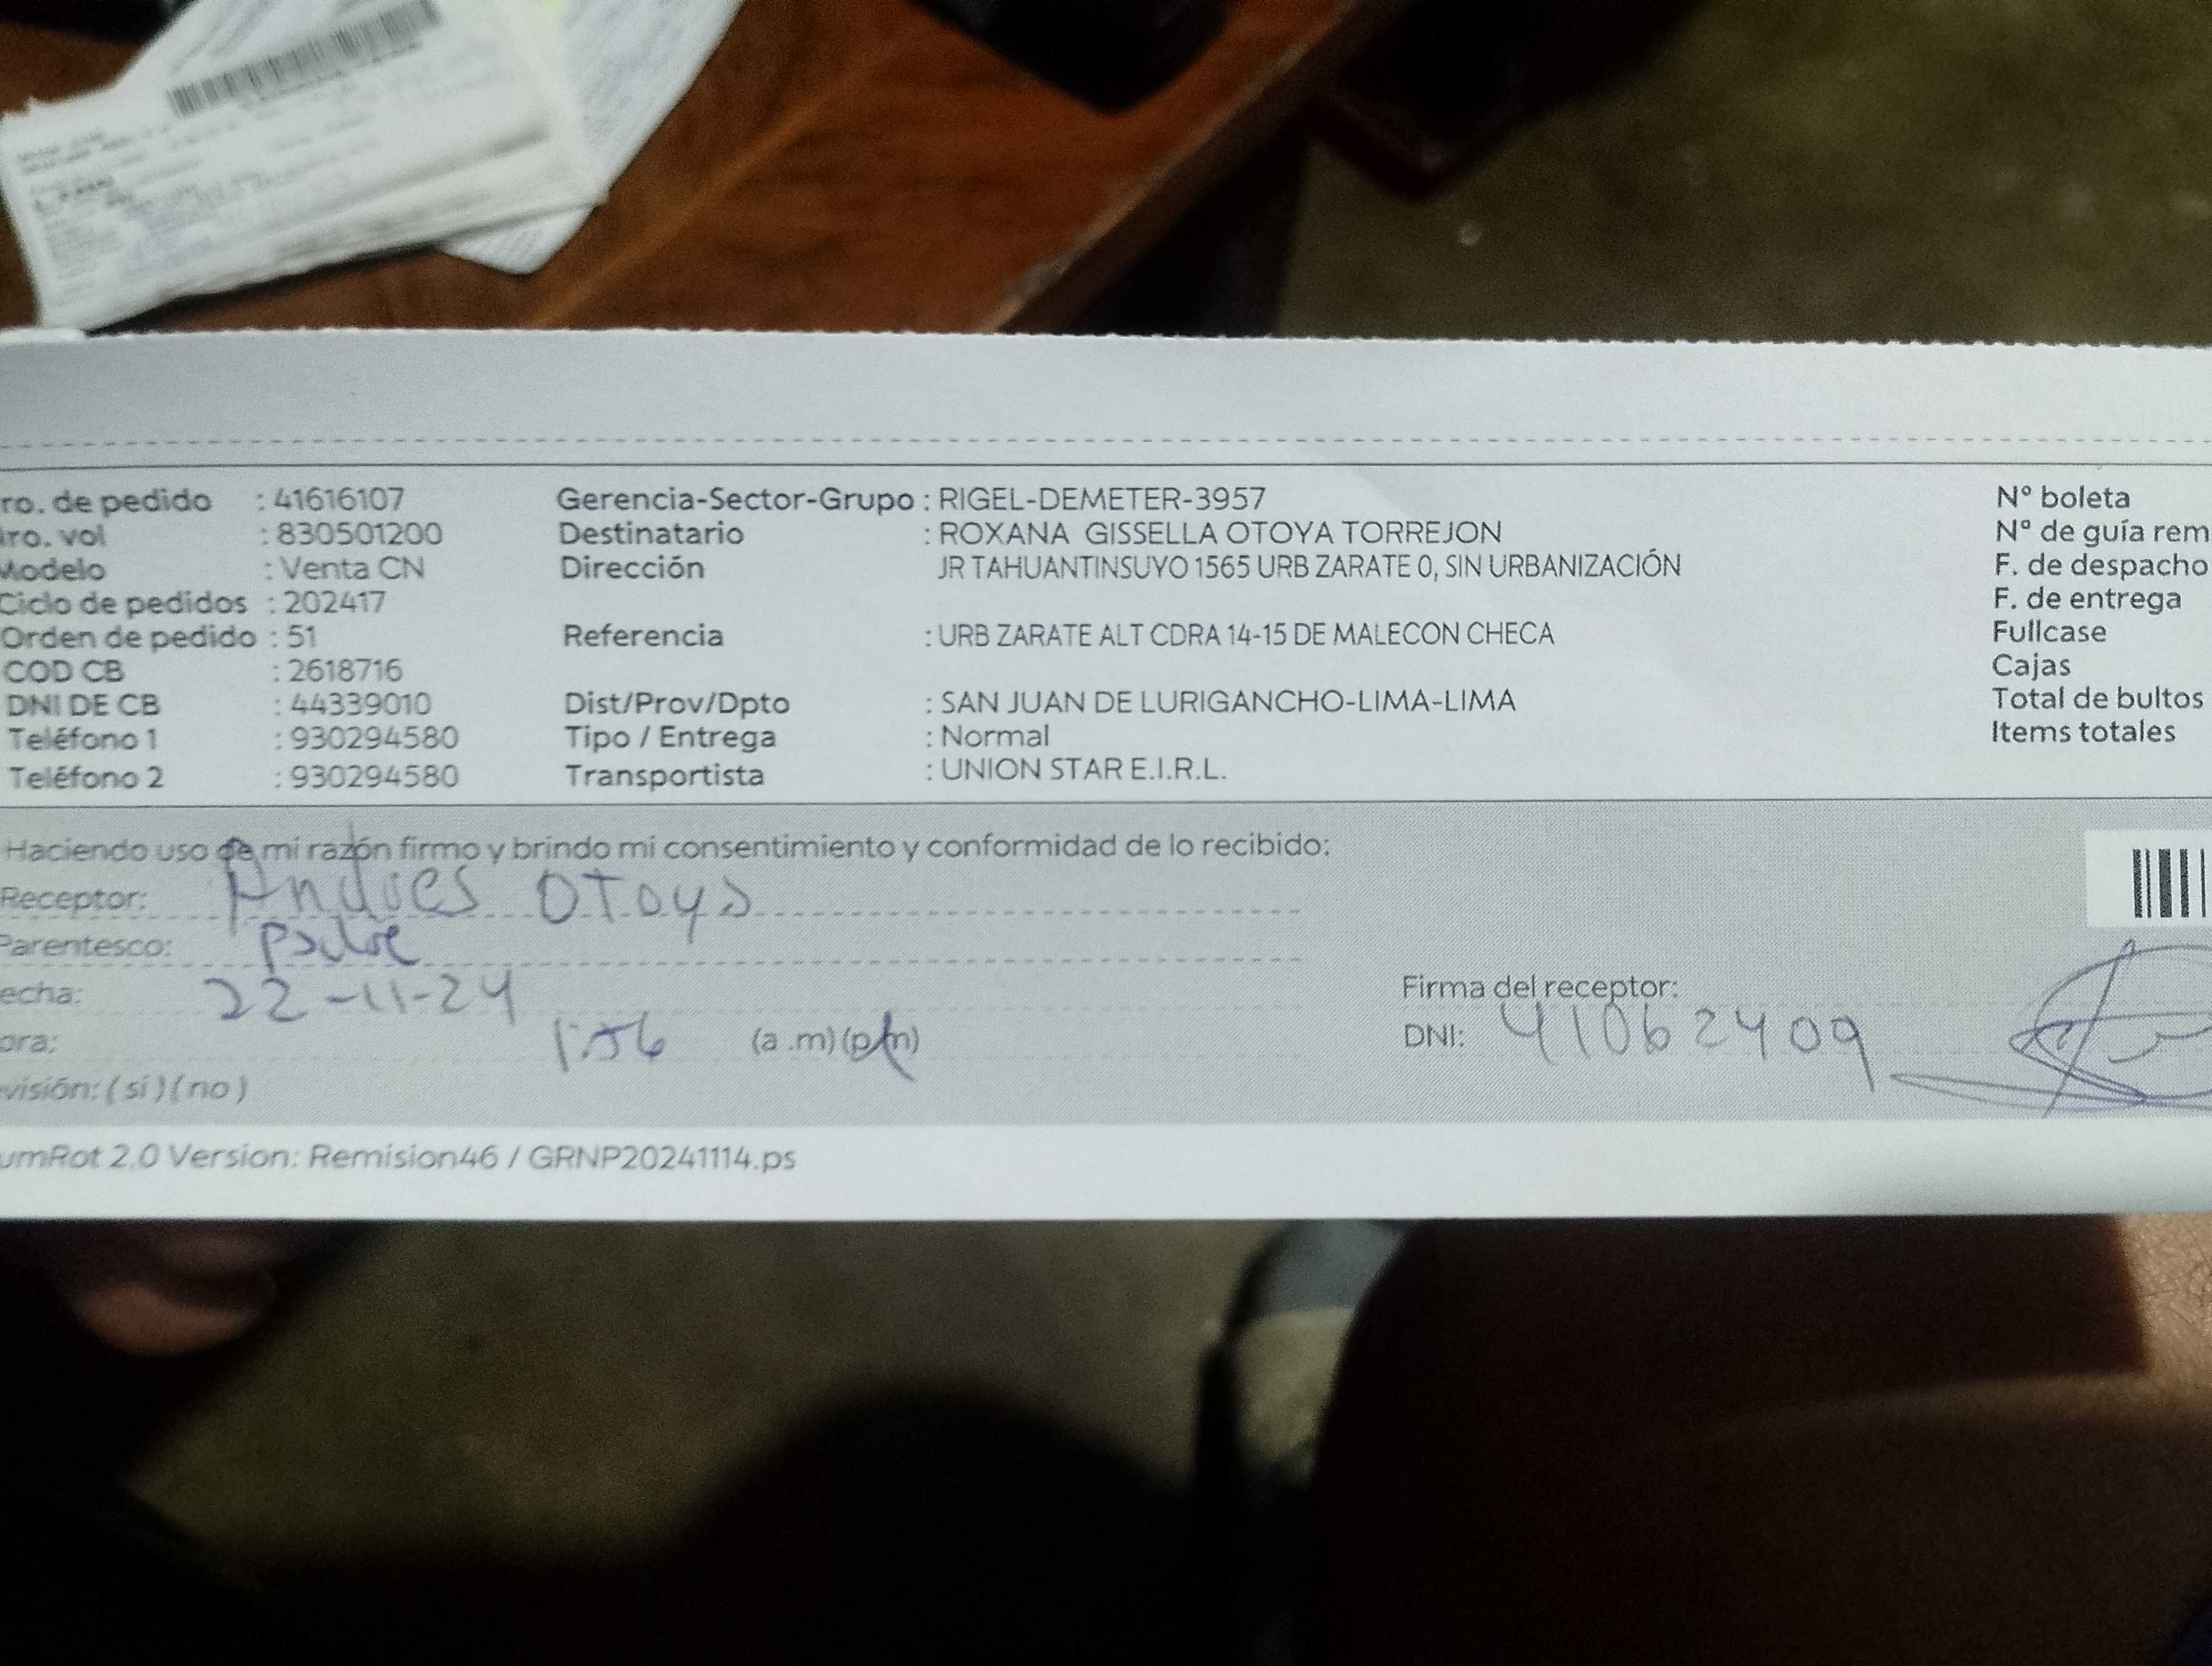 ro. de pedido : 41616107 Gerencia-Sector-Grupo : RIGEL-DEMETER-3957 Nº boleta
ro. vol : 830501200 Destinatario : ROXANA GISSELLA OTOYA TORREJON Nº de guía rem
Modelo : Venta CN Dirección JR TAHUANTINSUYO 1565 URB ZARATE 0, SIN URBANIZACIÓN F. de despacho
Ciclo de pedidos : 202417 F. de entrega
Orden de pedido : 51 Referencia : URB ZARATE ALT CDRA 14-15 DE MALECON CHECA Fullcase
COD CB : 2618716 Cajas
DNI DE CB : 44339010 Dist/Prov/Dpto : SAN JUAN DE LURIGANCHO-LIMA-LIMA Total de bultos
Teléfono 1 : 930294580 Tipo / Entrega : Normal Items totales
Teléfono 2 : 930294580 Transportista : UNION STAR E.I.R.L.
Haciendo uso de mi razón firmo y brindo mi consentimiento y conformidad de lo recibido:
Receptor: Andres Otoya
Parentesco: padre
echa: 22-11-24 Firma del receptor:
ora: 1:56 (a .m) (p.m) DNI: 41062409
visión: ( sí ) ( no )
umRot 2.0 Version: Remision46 / GRNP20241114.ps